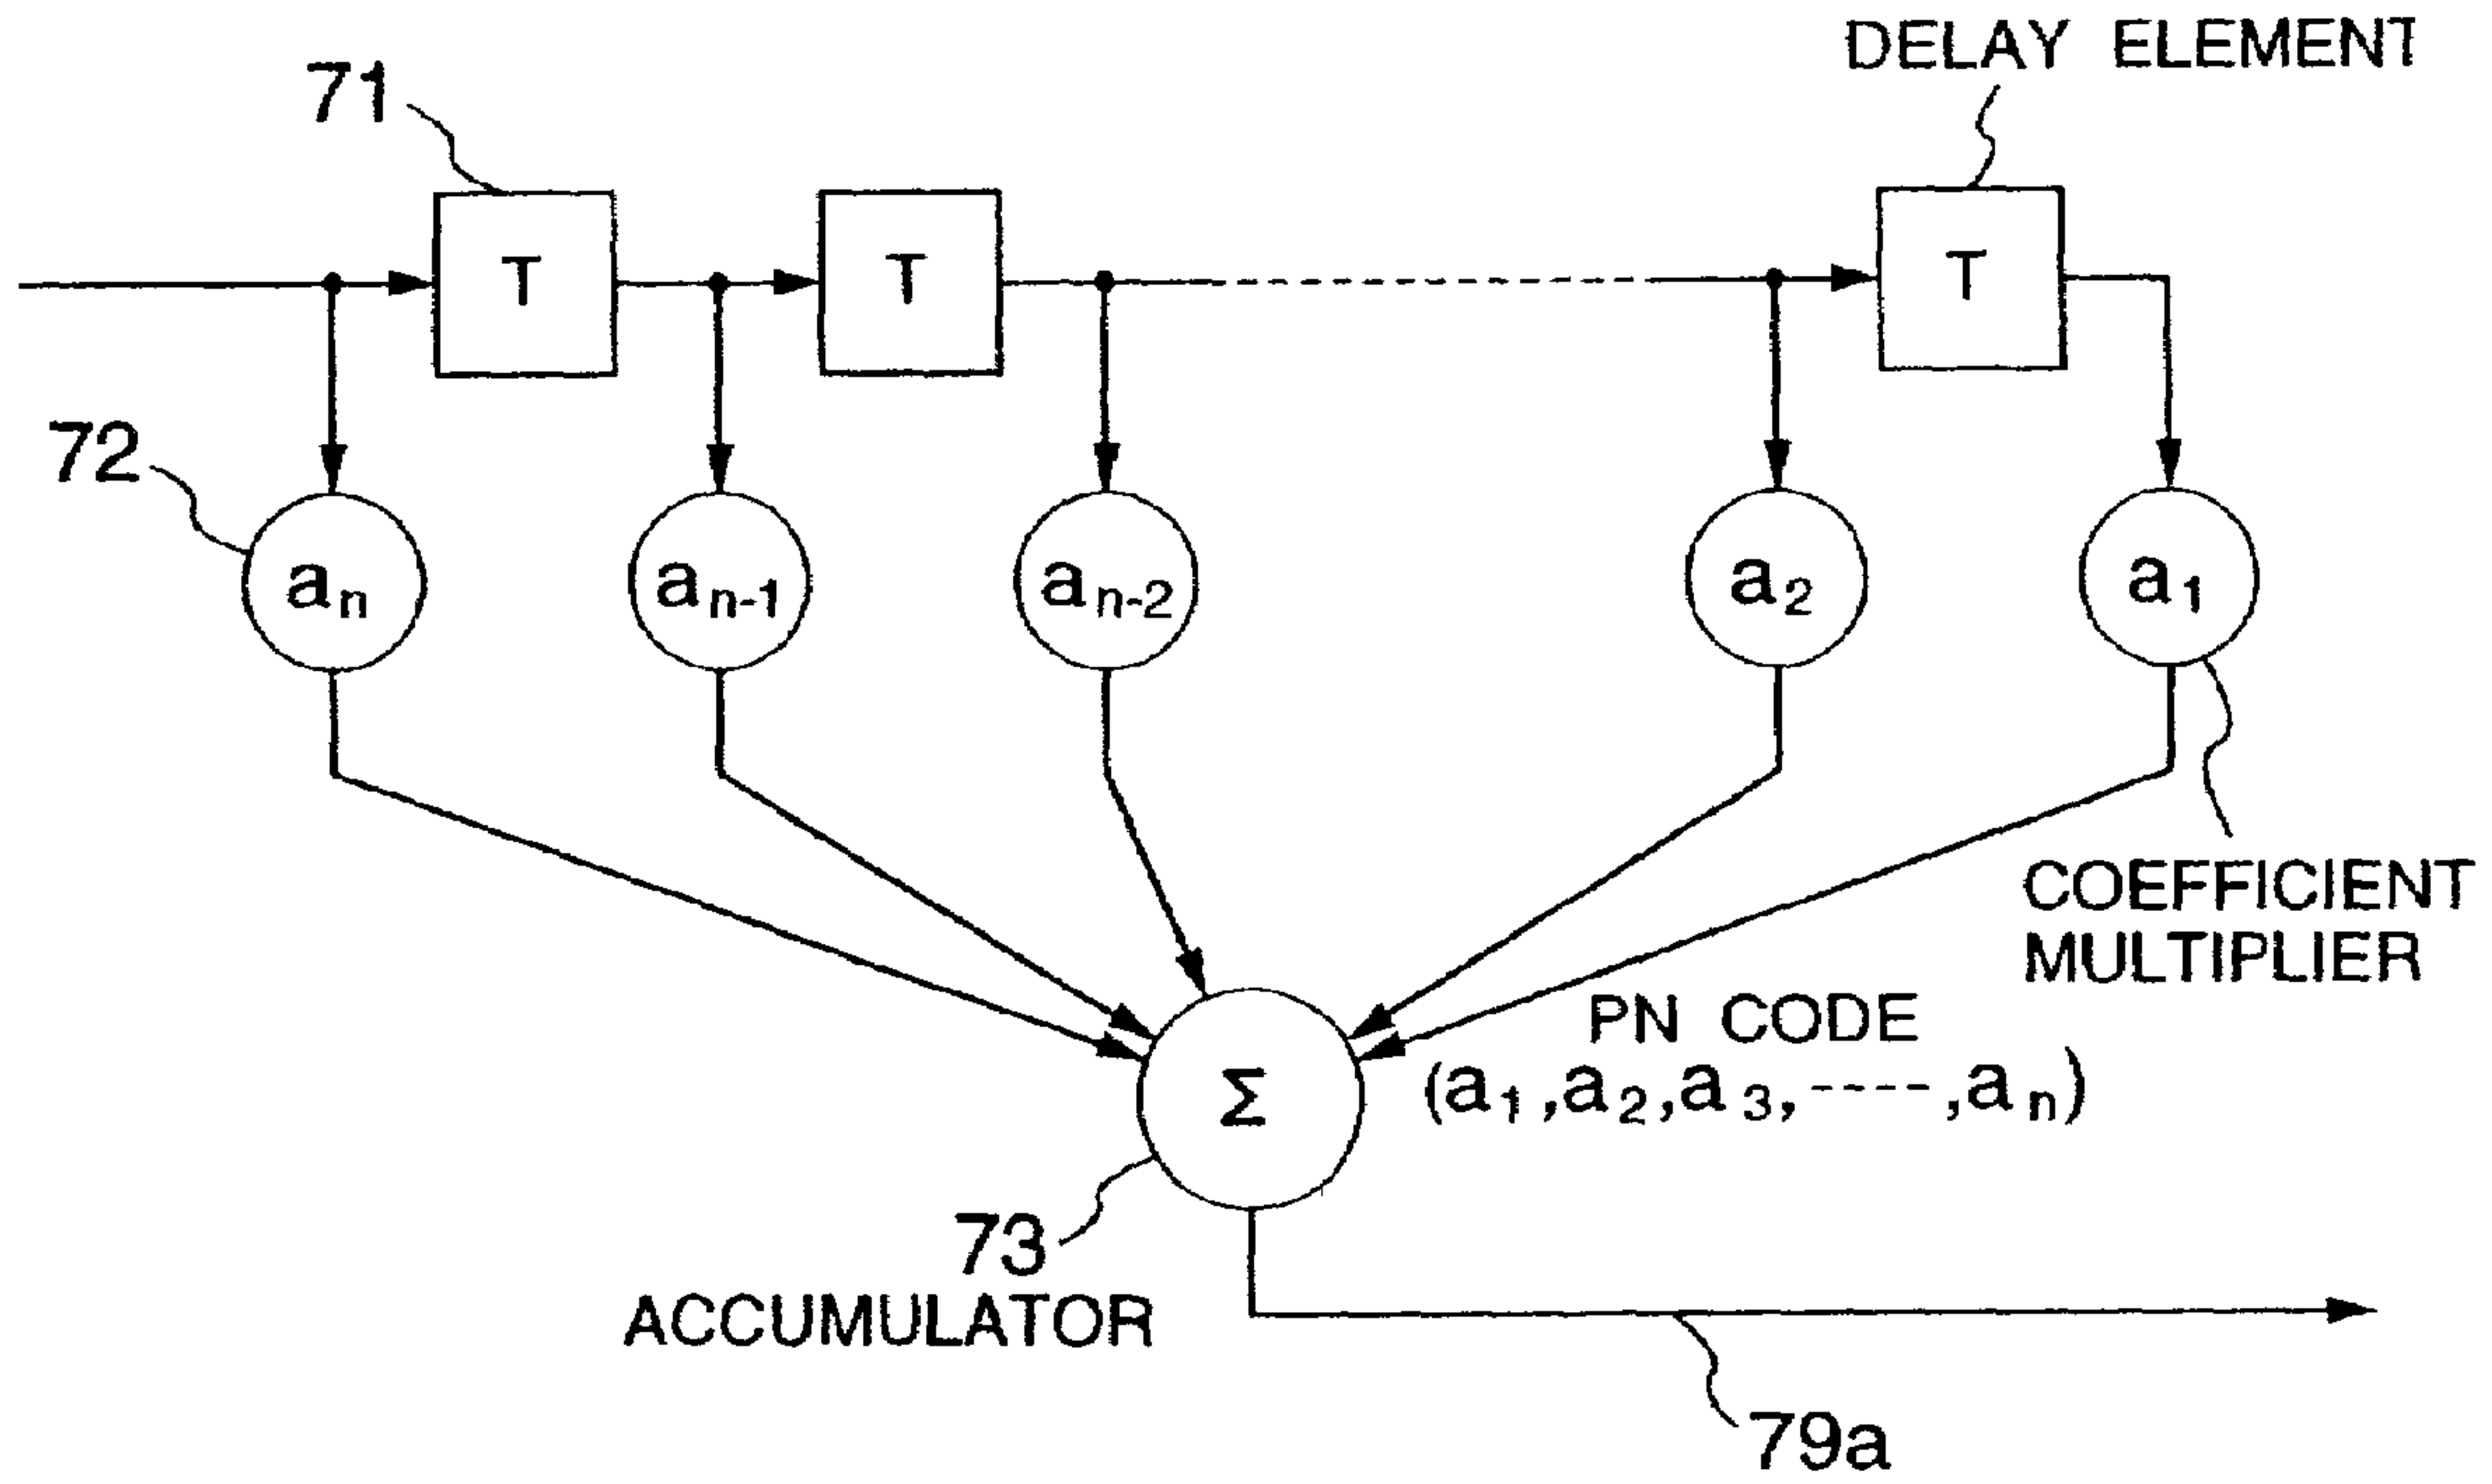 DELAY ELEMENT
71
T
T
T
72
aₙ
aₙ₋₁
aₙ₋₂
a₂
a₁
COEFFICIENT
MULTIPLIER
PN CODE
(a₁,a₂,a₃,----,aₙ)
Σ
73
ACCUMULATOR
79a